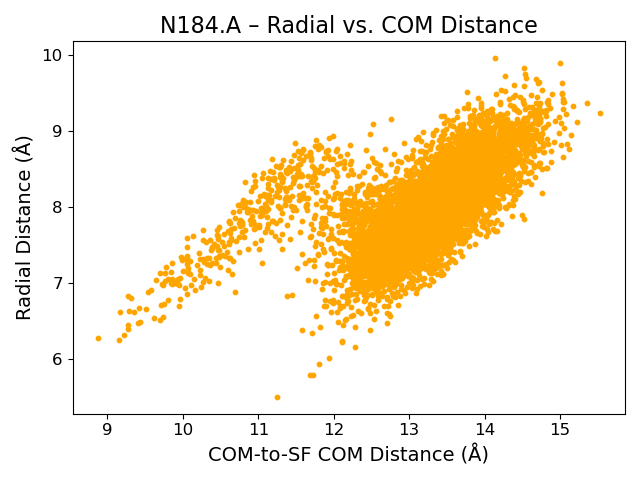 N184.A – Radial vs. COM Distance
10
9
8
7
6
Radial Distance (Å)
9 10 11 12 13 14 15
COM-to-SF COM Distance (Å)